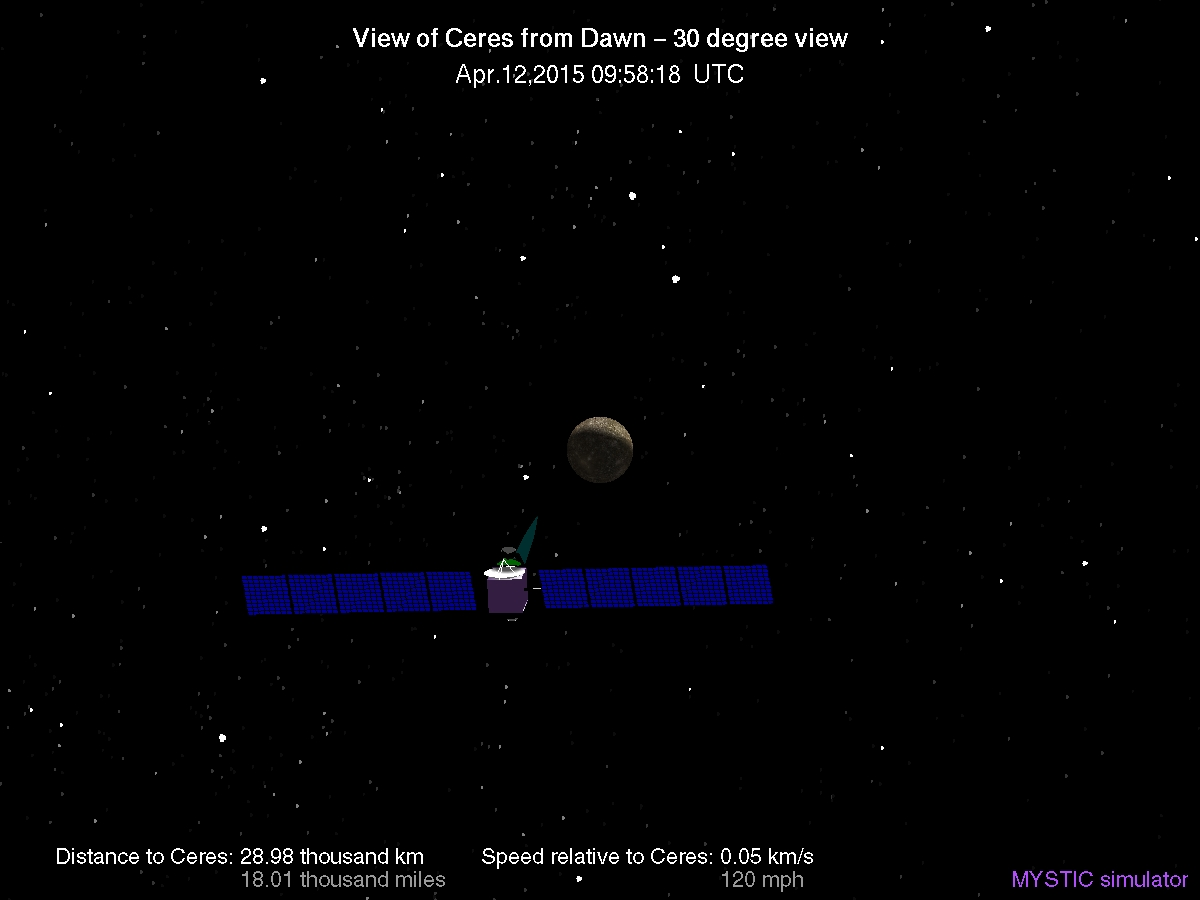 View of Ceres from Dawn – 30 degree view
Apr.12,2015 09:58:18 UTC
Distance to Ceres: 28.98 thousand km
18.01 thousand miles
Speed relative to Ceres: 0.05 km/s
120 mph
MYSTIC simulator